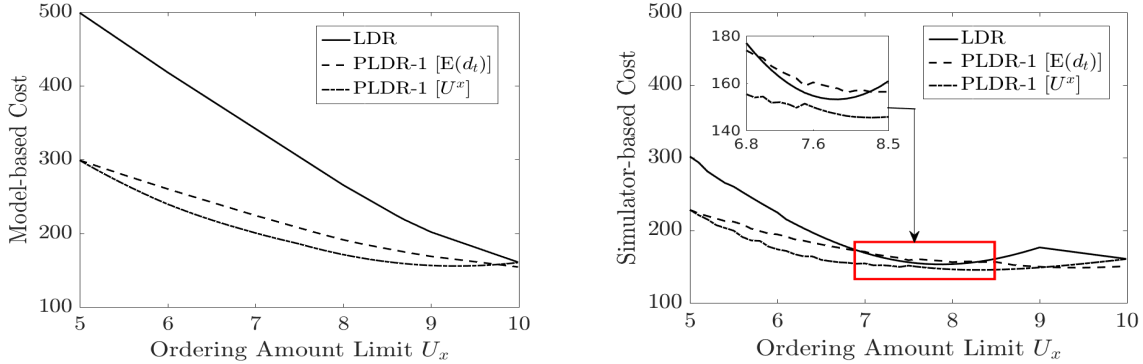 500
400
300
200
100
5
6
7
8
9
10
Model-based Cost
Ordering Amount Limit U_x
LDR
PLDR-1 [E(d_t)]
PLDR-1 [U^x]
500
400
300
200
100
5
6
7
8
9
10
Simulator-based Cost
Ordering Amount Limit U_x
180
160
140
6.8
7.6
8.5
LDR
PLDR-1 [E(d_t)]
PLDR-1 [U^x]